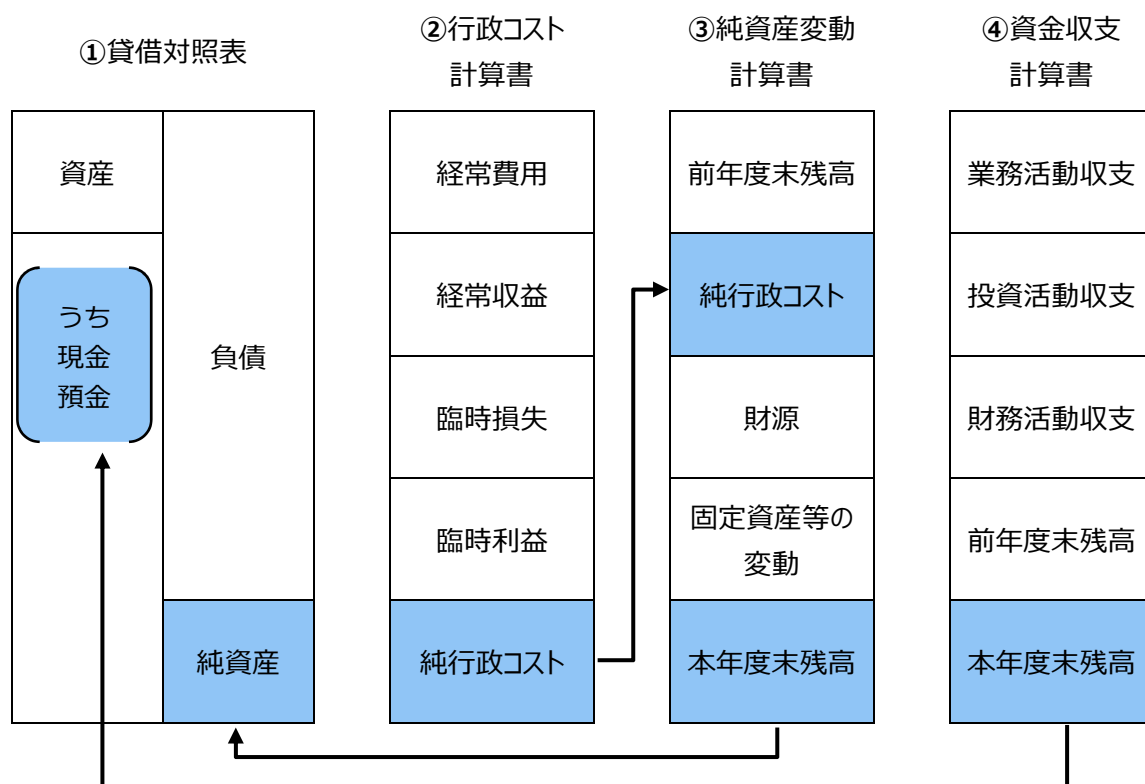 ①貸借対照表
資産
うち
現金
預金
負債
純資産
②行政コスト
計算書
経常費用
経常収益
臨時損失
臨時利益
純行政コスト
③純資産変動
計算書
前年度末残高
純行政コスト
財源
固定資産等の
変動
本年度末残高
④資金収支
計算書
業務活動収支
投資活動収支
財務活動収支
前年度末残高
本年度末残高